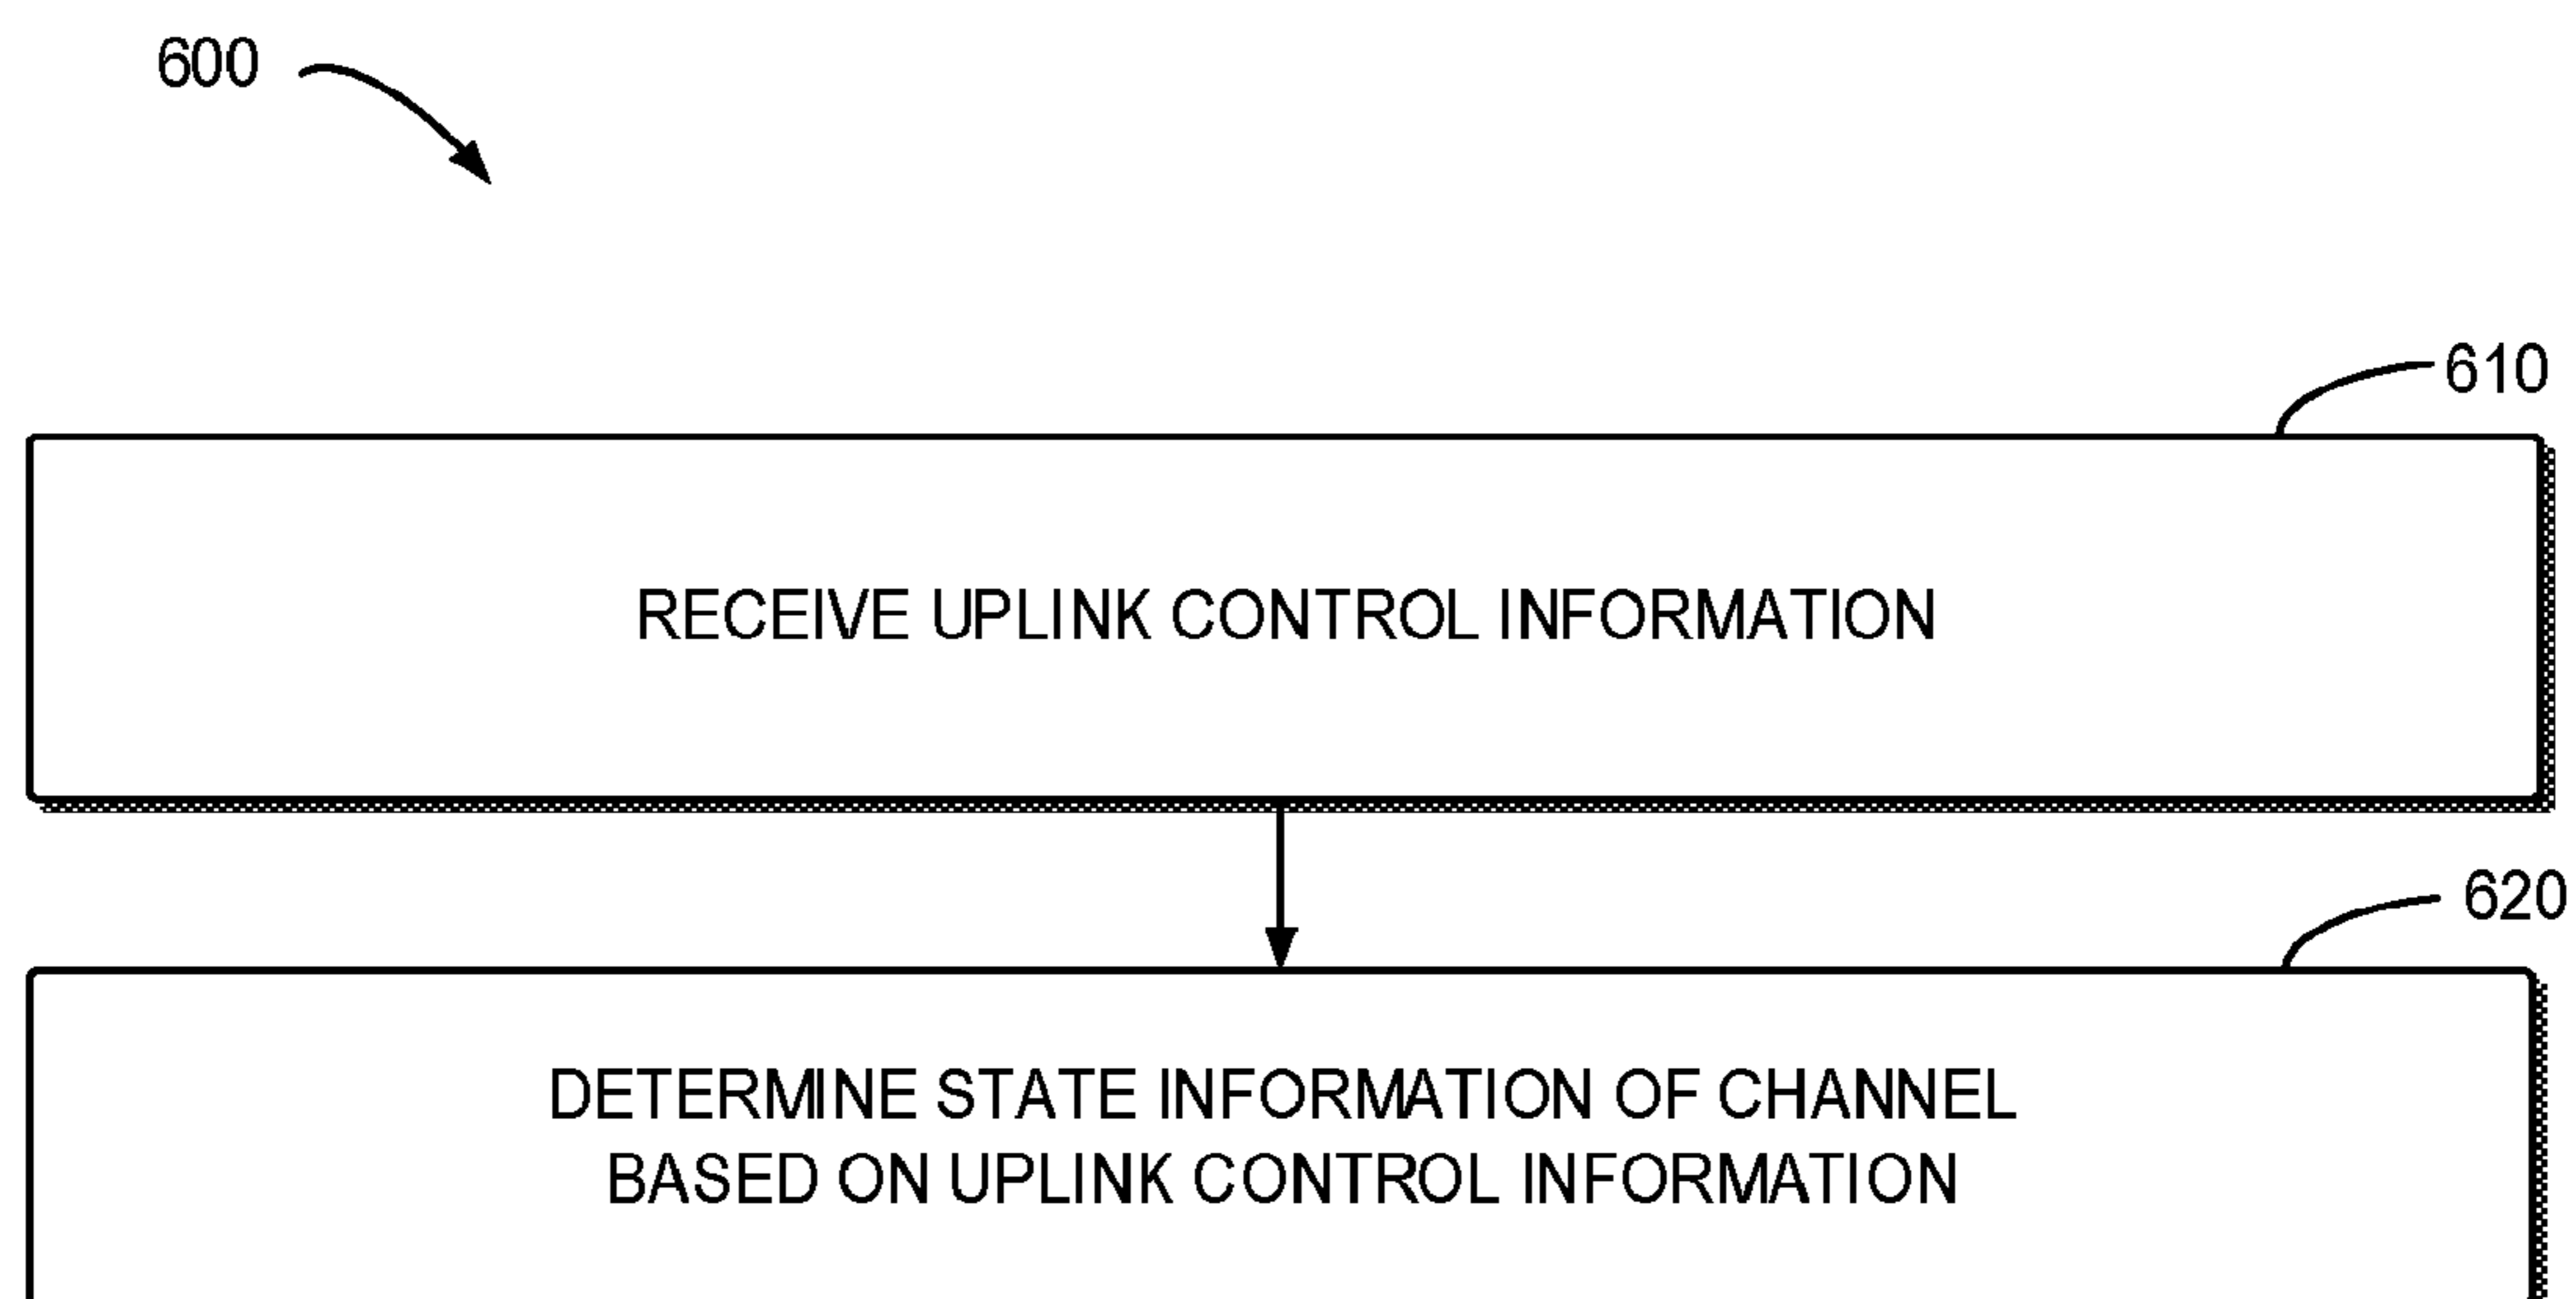 600
610
RECEIVE UPLINK CONTROL INFORMATION
620
DETERMINE STATE INFORMATION OF CHANNEL
BASED ON UPLINK CONTROL INFORMATION